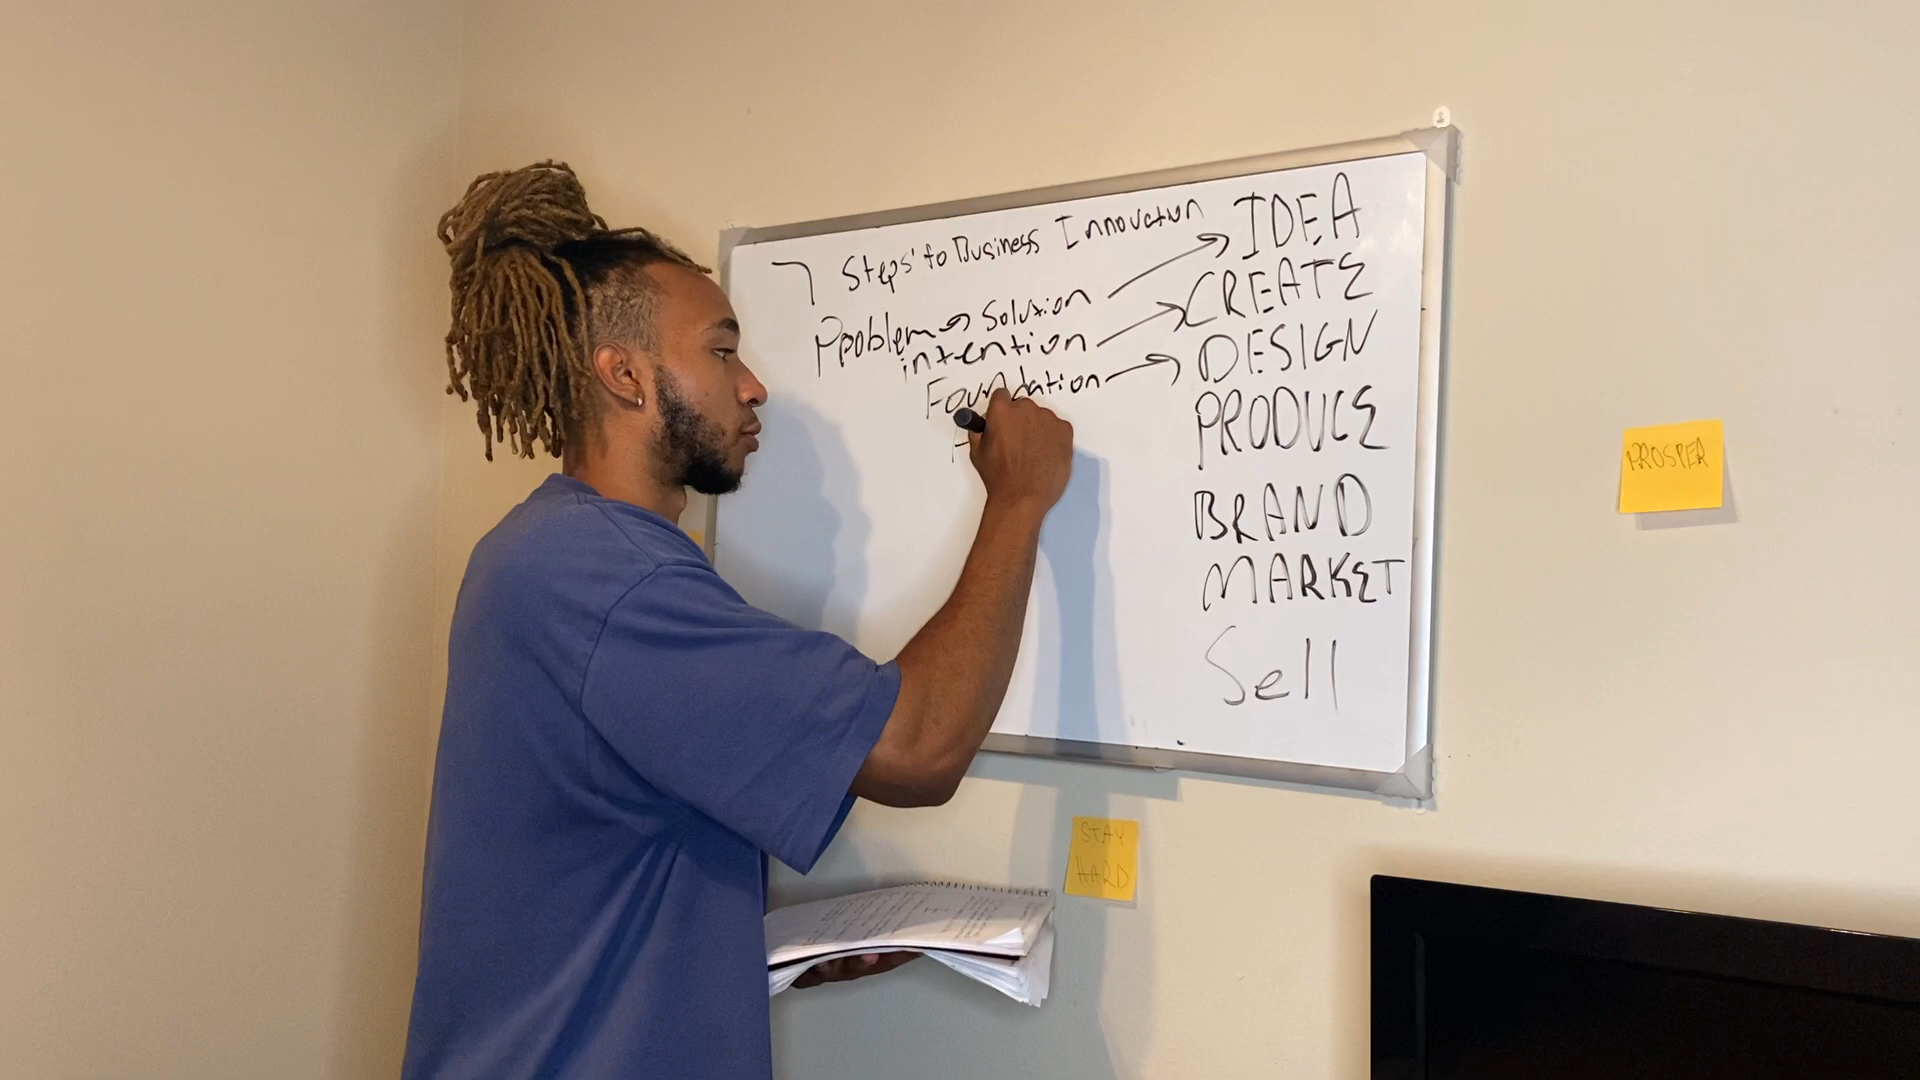 7 Steps to Business Innovation
Problem → Solution → IDEA
intention → CREATE
Foundation → DESIGN
PRODUCE
BRAND
MARKET
Sell
PROSPER
STAY
HARD